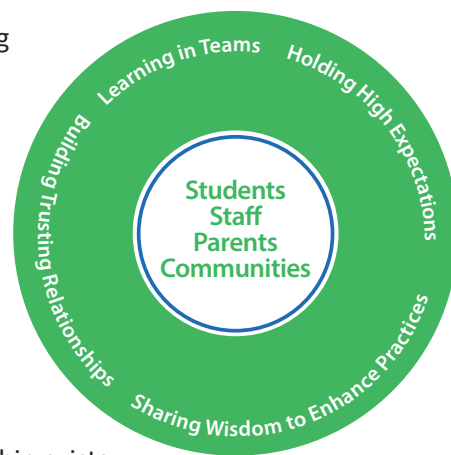 g
Learning in Teams
Holding High Expectations
Building Trusting Relationships
Students
Staff
Parents
Communities
Sharing Wisdom to Enhance Practices